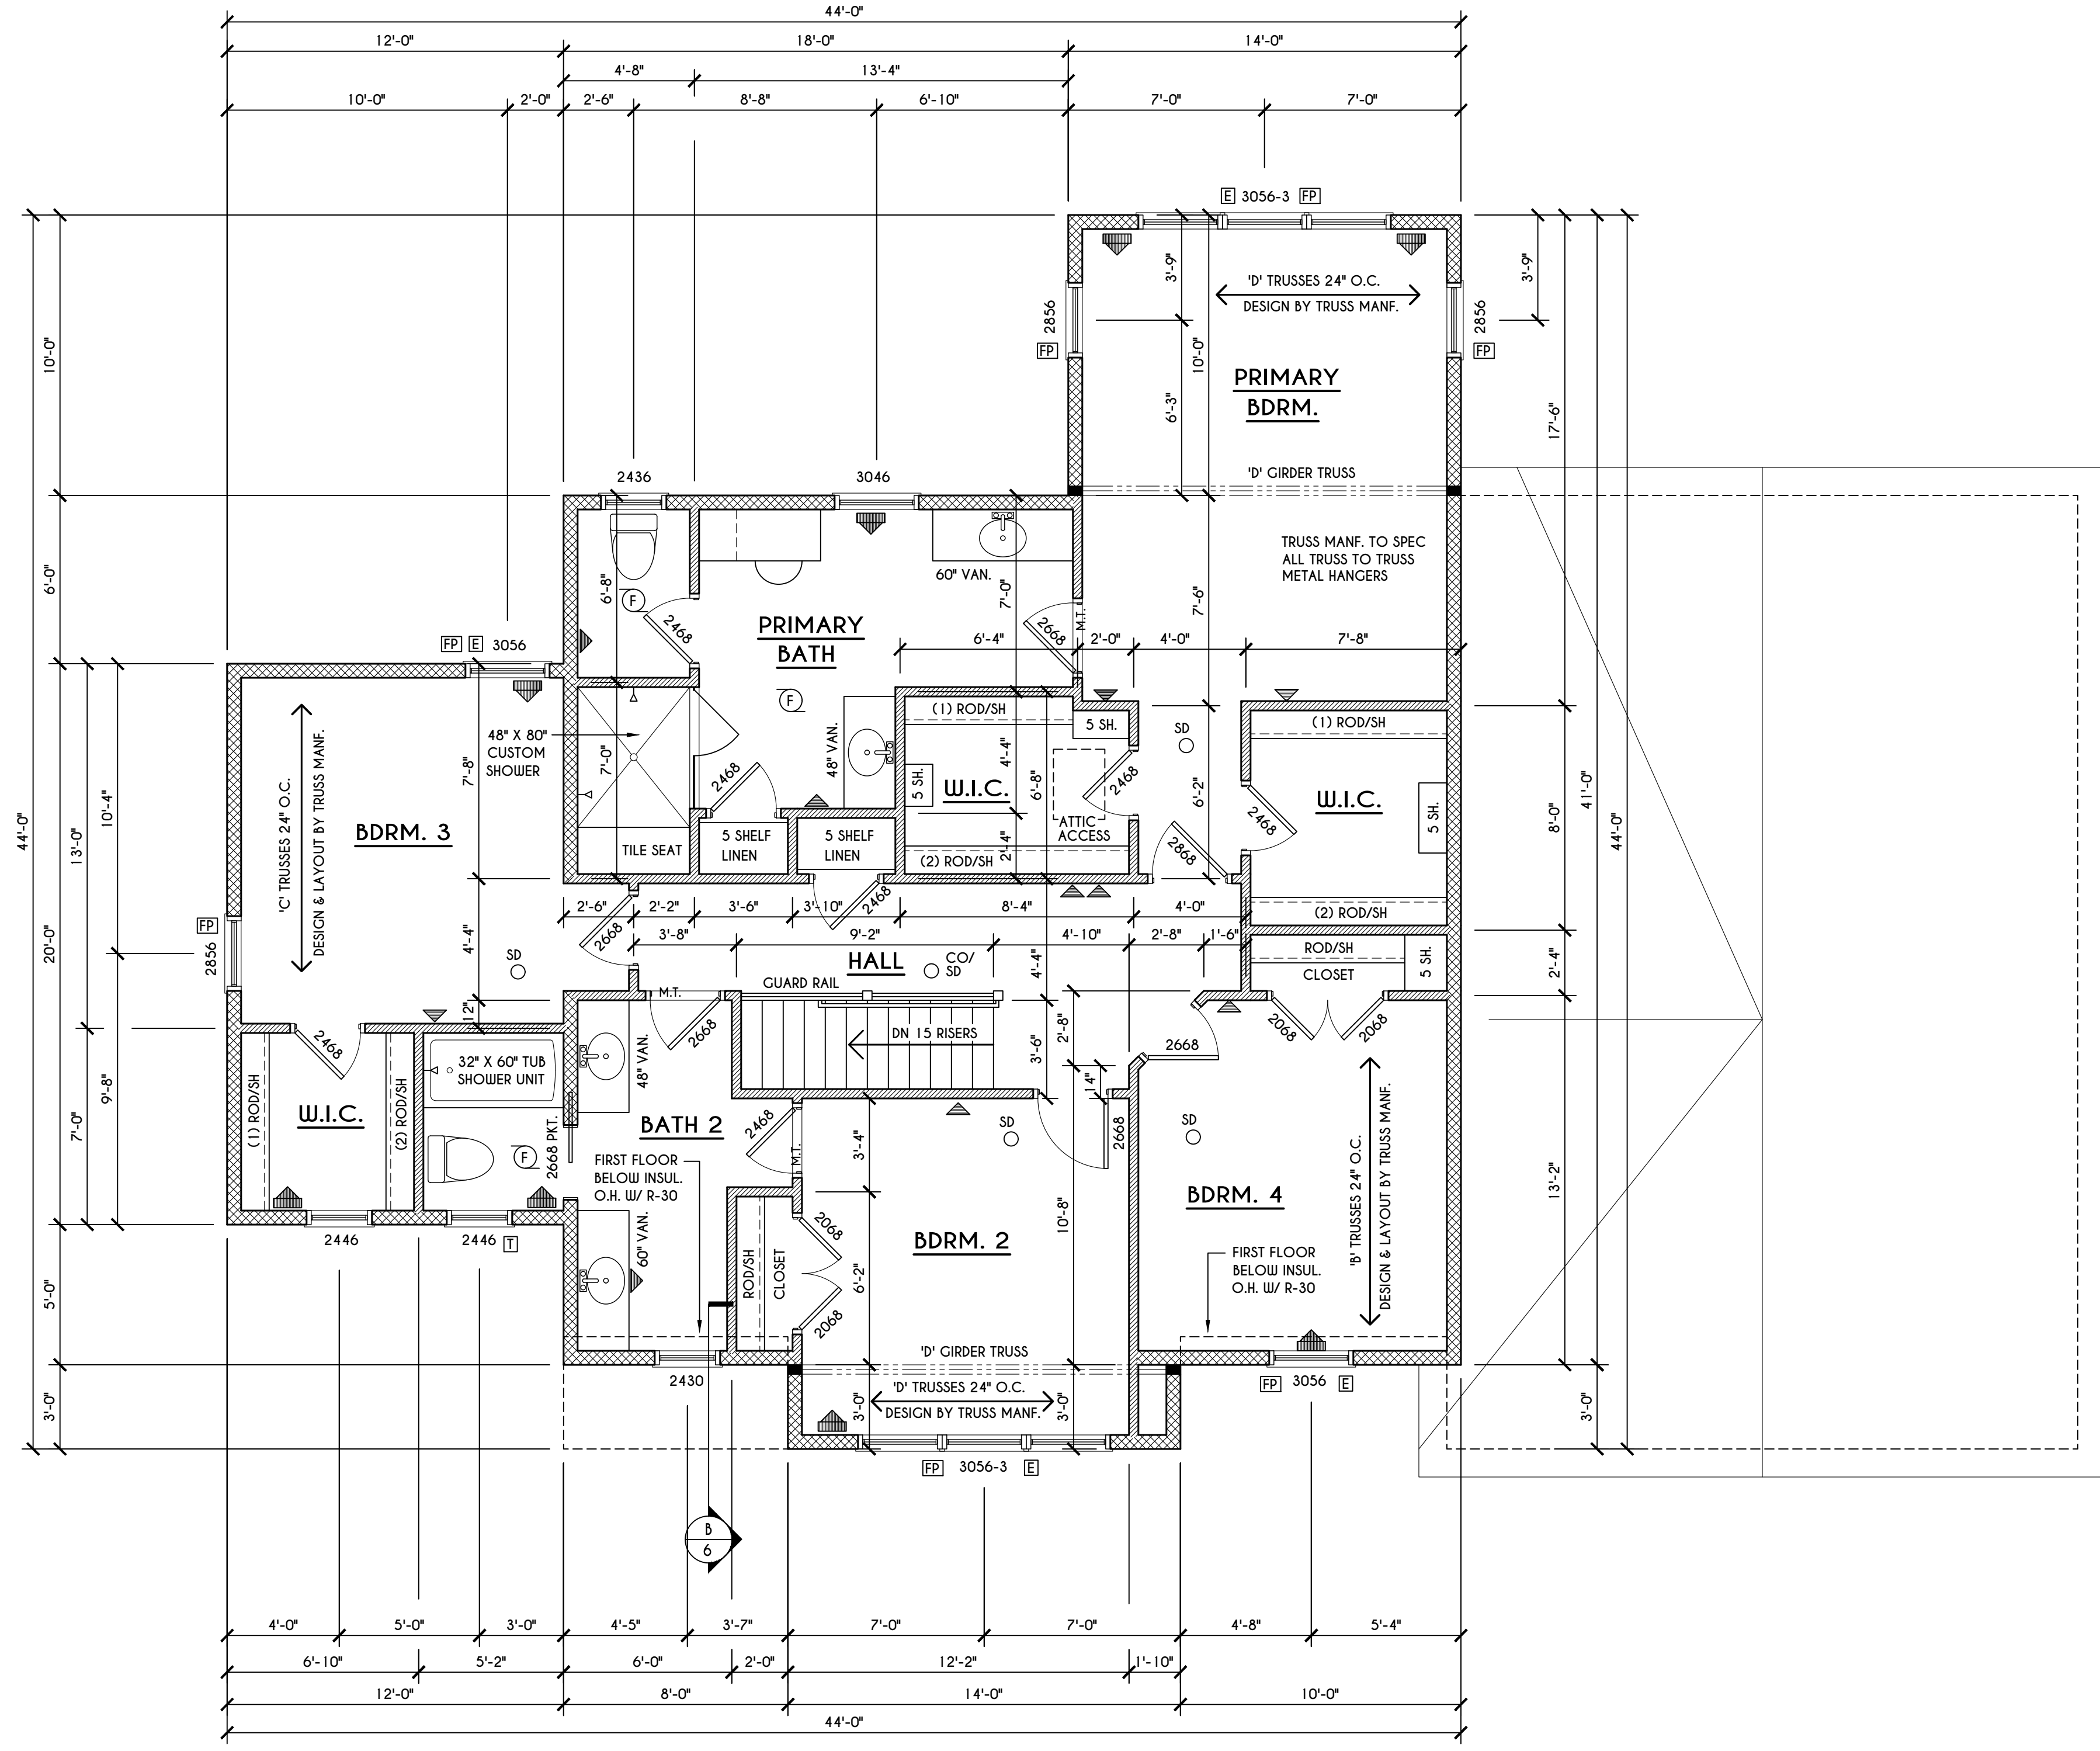 44'-0"
12'-0" 18'-0" 14'-0"
4'-8" 13'-4"
10'-0" 2'-0" 2'-6" 8'-8" 6'-10" 7'-0" 7'-0"
E 3056-3 FP
3'-9"
3'-9"
'D' TRUSSES 24" O.C.
DESIGN BY TRUSS MANF.
2856
FP
2856
FP
10'-0"
10'-0"
PRIMARY
BDRM.
6'-3"
17'-6"
'D' GIRDER TRUSS
2436
3046
TRUSS MANF. TO SPEC
ALL TRUSS TO TRUSS
METAL HANGERS
60" VAN.
6'-0"
6'-8"
F
2468
7'-0"
7'-6"
PRIMARY
BATH
2668
M.T.
6'-4" 2'-0" 4'-0" 7'-8"
FP E 3056
F
(1) ROD/SH
5 SH.
SD
(1) ROD/SH
48" X 80"
CUSTOM
SHOWER
7'-0"
7'-8"
48" VAN.
2468
5 SH.
W.I.C.
4'-4"
6'-8"
2468
6'-2"
W.I.C.
2468
5 SH.
8'-0"
41'-0"
44'-0"
44'-0"
13'-0"
10'-4"
'C' TRUSSES 24" O.C.
DESIGN & LAYOUT BY TRUSS MANF.
BDRM. 3
TILE SEAT
5 SHELF
LINEN
5 SHELF
LINEN
ATTIC
ACCESS
(2) ROD/SH
2'-4"
2868
2468
(2) ROD/SH
2'-6" 2'-2" 3'-6" 3'-10" 8'-4" 4'-0"
3'-8" 9'-2" 4'-10" 2'-8" 1'-6"
FP
2856
20'-0"
4'-4"
2668
SD
HALL
CO/
SD
4'-4"
ROD/SH
CLOSET
5 SH.
2'-4"
GUARD RAIL
M.T.
12"
2668
DN 15 RISERS
3'-6"
2'-8"
14"
2668
2068
2068
2468
32" X 60" TUB
SHOWER UNIT
48" VAN.
9'-8"
7'-0"
(1) ROD/SH
W.I.C.
(2) ROD/SH
F
2668 PKT.
BATH 2
2468
M.T.
3'-4"
SD
2668
SD
13'-2"
FIRST FLOOR
BELOW INSUL.
O.H. W/ R-30
BDRM. 4
10'-8"
'B' TRUSSES 24" O.C.
DESIGN & LAYOUT BY TRUSS MANF.
2446
2446 T
60" VAN.
ROD/SH
CLOSET
2068
2068
6'-2"
BDRM. 2
FIRST FLOOR
BELOW INSUL.
O.H. W/ R-30
5'-0"
'D' GIRDER TRUSS
2430
'D' TRUSSES 24" O.C.
DESIGN BY TRUSS MANF.
3'-0"
3'-0"
3'-0"
3'-0"
FP 3056 E
FP 3056-3 E
B
6
4'-0" 5'-0" 3'-0" 4'-5" 3'-7" 7'-0" 7'-0" 4'-8" 5'-4"
6'-10" 5'-2" 6'-0" 2'-0" 12'-2" 1'-10"
12'-0" 8'-0" 14'-0" 10'-0"
44'-0"